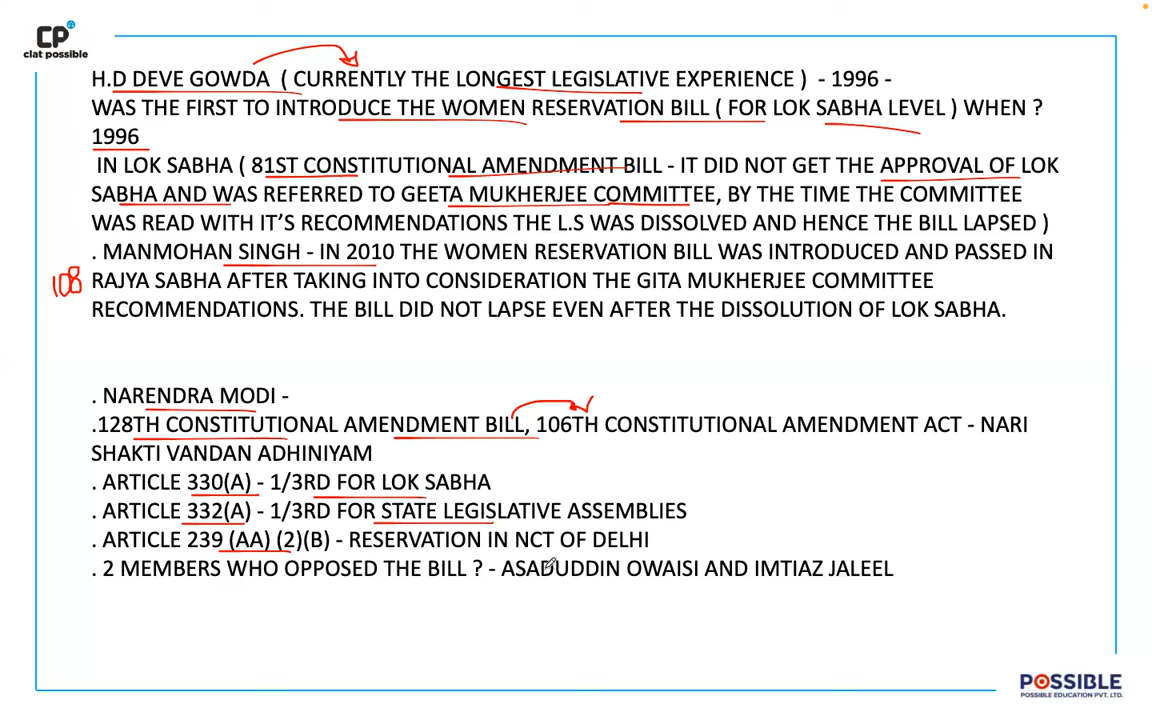 CP
clat possible
H.D DEVE GOWDA ( CURRENTLY THE LONGEST LEGISLATIVE EXPERIENCE ) - 1996 -
WAS THE FIRST TO INTRODUCE THE WOMEN RESERVATION BILL ( FOR LOK SABHA LEVEL ) WHEN ?
1996
IN LOK SABHA ( 81ST CONSTITUTIONAL AMENDMENT BILL - IT DID NOT GET THE APPROVAL OF LOK
SABHA AND WAS REFERRED TO GEETA MUKHERJEE COMMITTEE, BY THE TIME THE COMMITTEE
WAS READ WITH IT'S RECOMMENDATIONS THE L.S WAS DISSOLVED AND HENCE THE BILL LAPSED )
. MANMOHAN SINGH - IN 2010 THE WOMEN RESERVATION BILL WAS INTRODUCED AND PASSED IN
108 RAJYA SABHA AFTER TAKING INTO CONSIDERATION THE GITA MUKHERJEE COMMITTEE
RECOMMENDATIONS. THE BILL DID NOT LAPSE EVEN AFTER THE DISSOLUTION OF LOK SABHA.
. NARENDRA MODI -
.128TH CONSTITUTIONAL AMENDMENT BILL, 106TH CONSTITUTIONAL AMENDMENT ACT - NARI
SHAKTI VANDAN ADHINIYAM
. ARTICLE 330(A) - 1/3RD FOR LOK SABHA
. ARTICLE 332(A) - 1/3RD FOR STATE LEGISLATIVE ASSEMBLIES
. ARTICLE 239 (AA) (2)(B) - RESERVATION IN NCT OF DELHI
. 2 MEMBERS WHO OPPOSED THE BILL ? - ASADUDDIN OWAISI AND IMTIAZ JALEEL
POSSIBLE
POSSIBLE EDUCATION PVT. LTD.